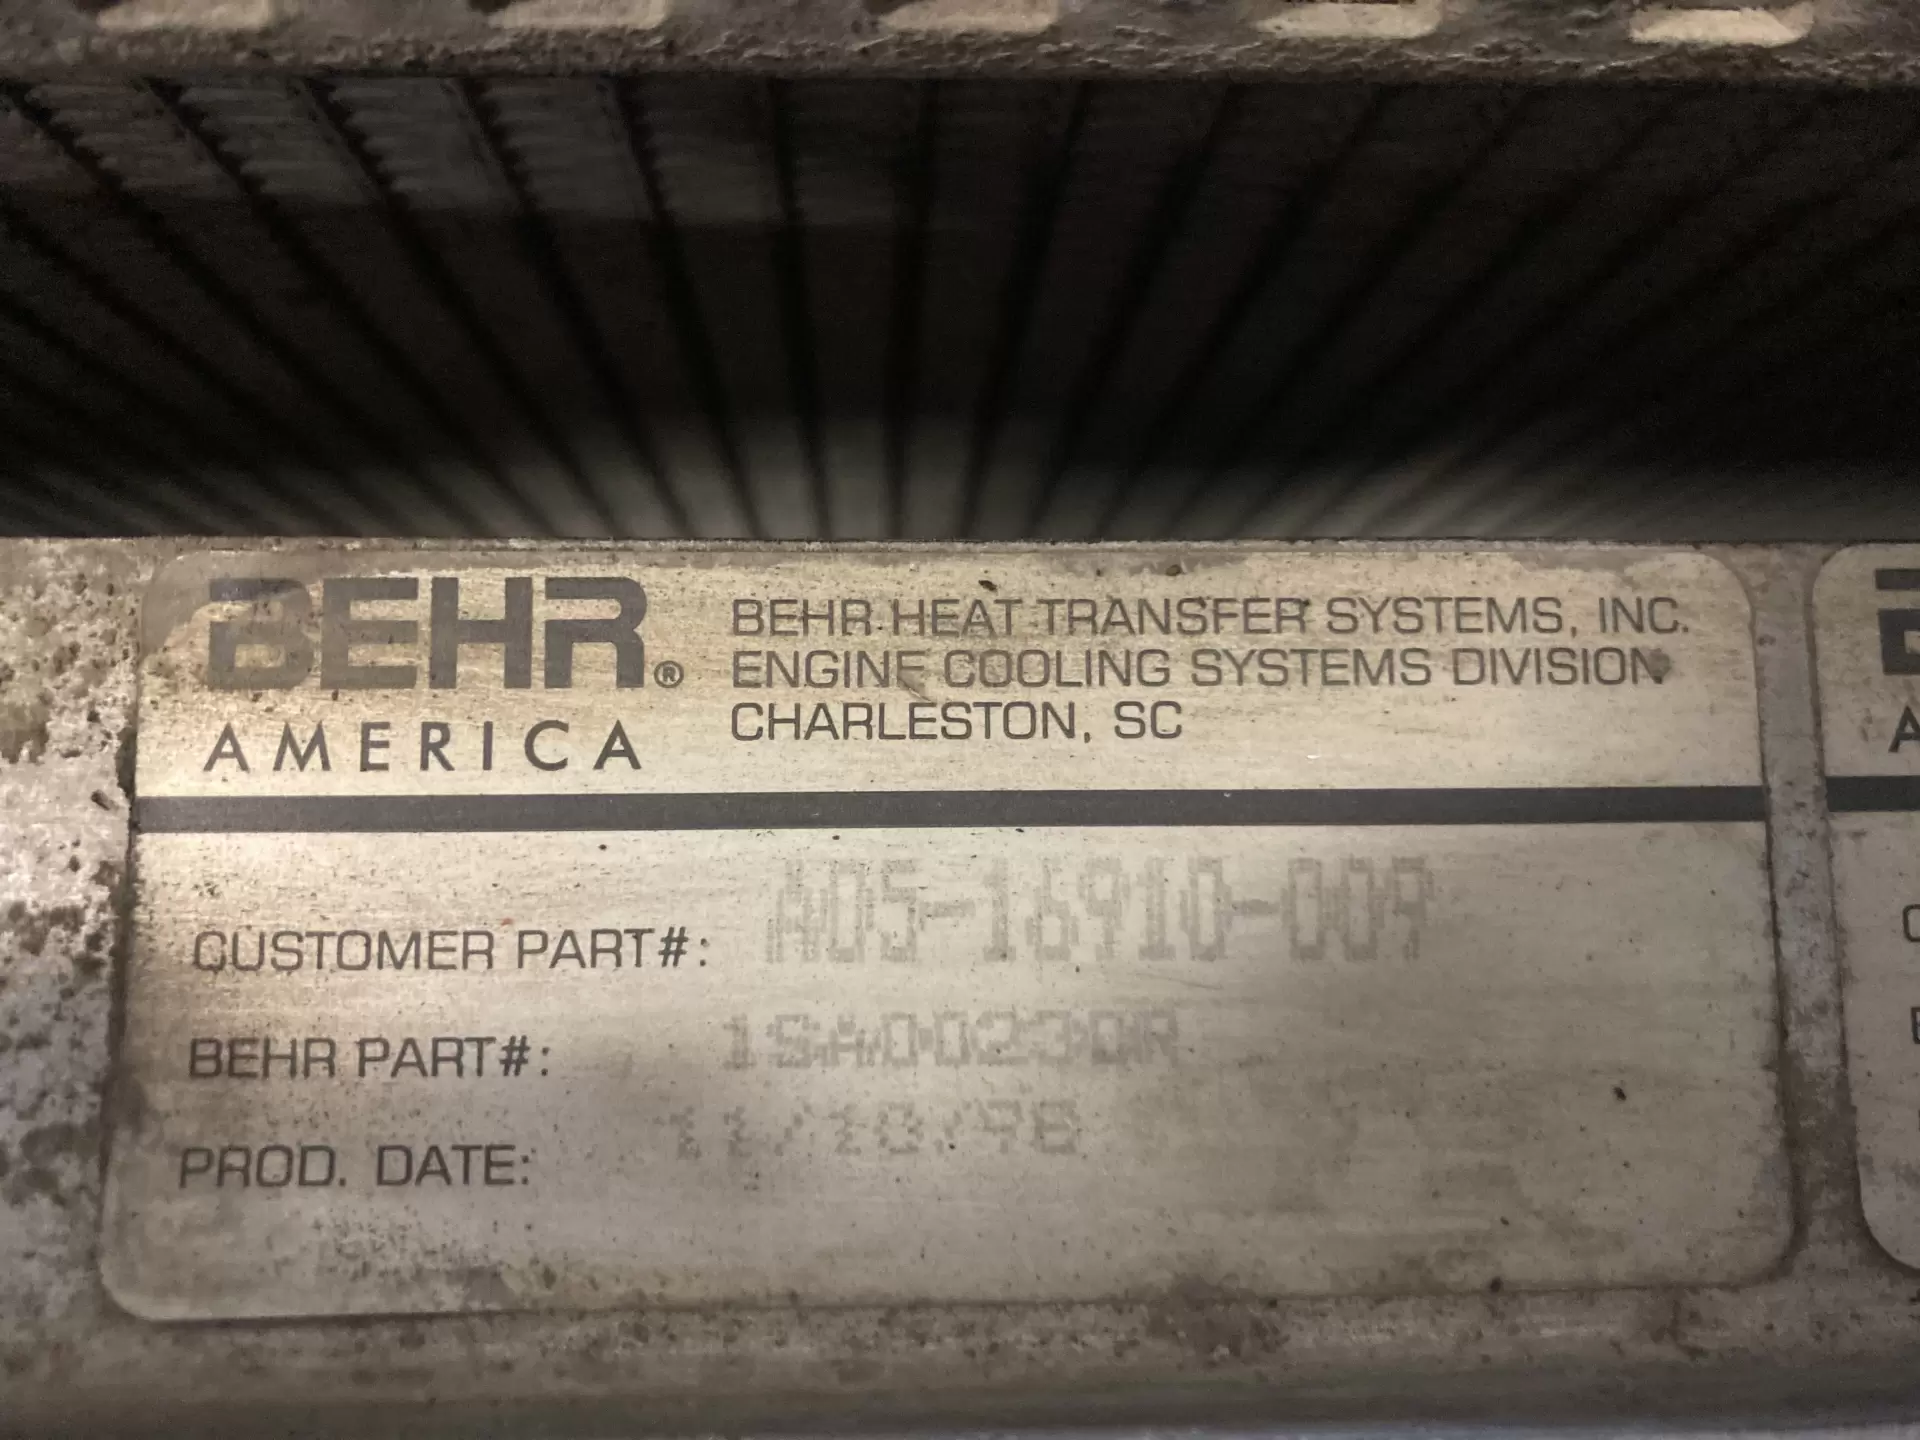 BEHR®
AMERICA
BEHR HEAT TRANSFER SYSTEMS, INC.
ENGINE COOLING SYSTEMS DIVISION
CHARLESTON, SC
CUSTOMER PART#: A05-16910-009
BEHR PART#: 1SA00230R
PROD. DATE: